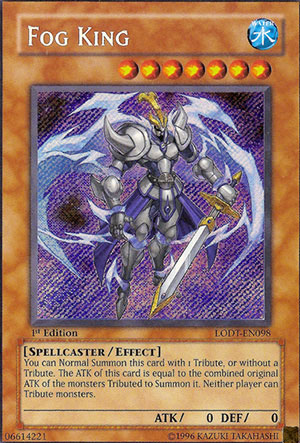 FOG KING
WATER
水
LODT-EN098
1st Edition
[SPELLCASTER / EFFECT]
You can Normal Summon this card with 1 Tribute, or without a
Tribute. The ATK of this card is equal to the combined original
ATK of the monsters Tributed to Summon it. Neither player can
Tribute monsters.
ATK/ 0 DEF/ 0
06614221
©1996 KAZUKI TAKAHASHI